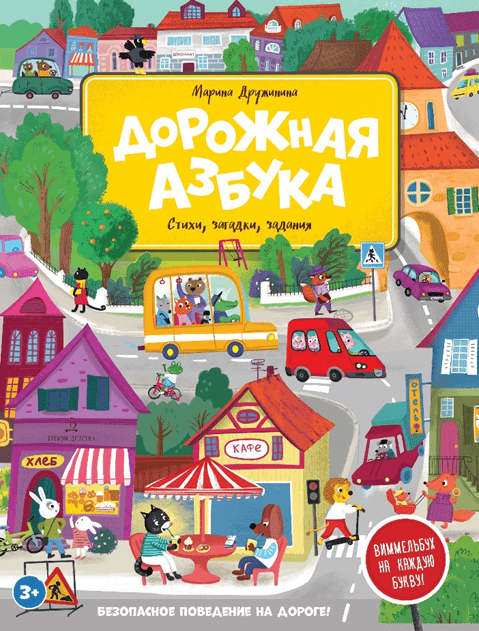 Марина Дружинина
ДОРОЖНАЯ
АЗБУКА
Стихи, загадки, задания
ОТЕЛЬ
ХЛЕБ
КАФЕ
ВИММЕЛЬБУХ
НА КАЖДУЮ
БУКВУ!
3+
БЕЗОПАСНОЕ ПОВЕДЕНИЕ НА ДОРОГЕ!